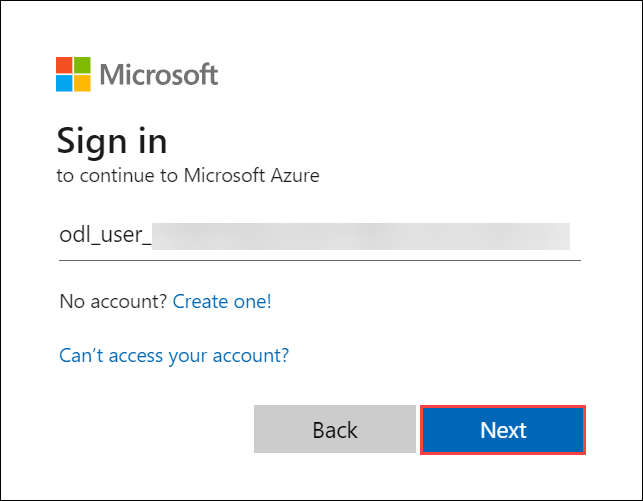 Microsoft
Sign in
to continue to Microsoft Azure
odl_user_
No account? Create one!
Can't access your account?
Back
Next